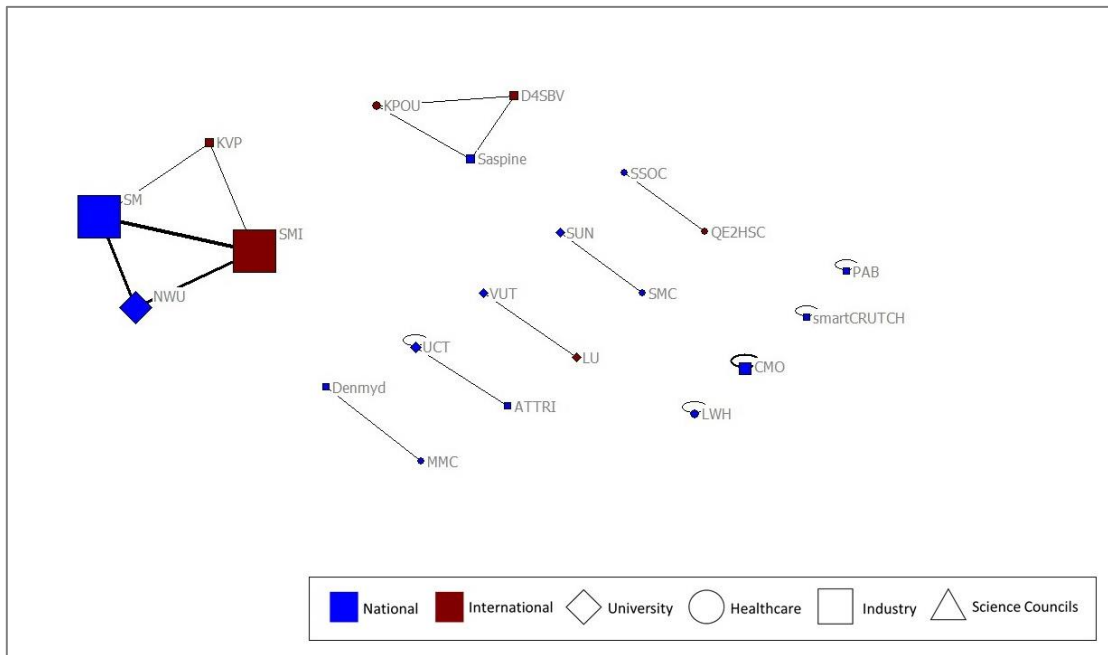 D4SBV
KPOU
KVP
Saspine
SSOC
SM
SMI
SUN
QE2HSC
PAB
NWU
VUT
SMC
smartCRUTCH
UCT
LU
CMO
Denmyd
ATTRI
LWH
MMC
National International University Healthcare Industry Science Councils